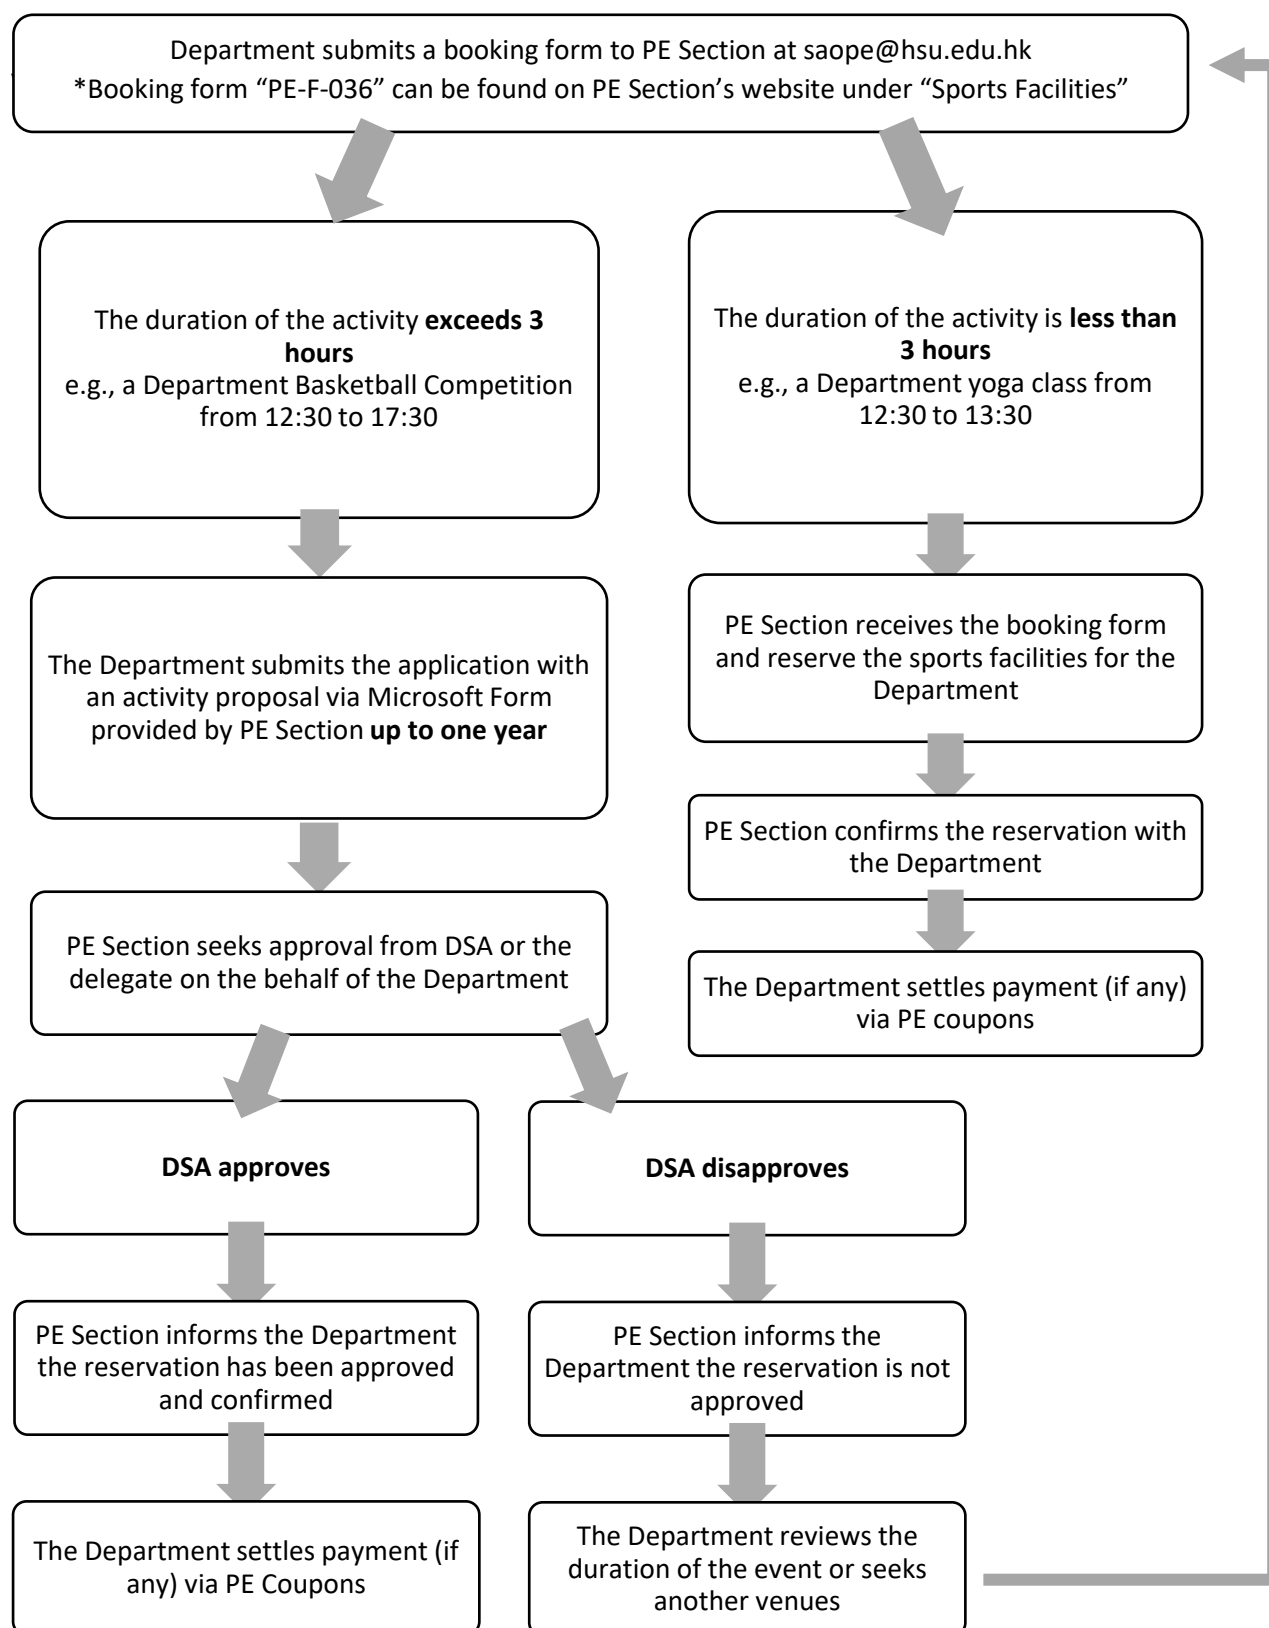 Department submits a booking form to PE Section at saope@hsu.edu.hk
*Booking form “PE-F-036” can be found on PE Section’s website under “Sports Facilities”
The duration of the activity exceeds 3
hours
e.g., a Department Basketball Competition
from 12:30 to 17:30
The duration of the activity is less than
3 hours
e.g., a Department yoga class from
12:30 to 13:30
The Department submits the application with
an activity proposal via Microsoft Form
provided by PE Section up to one year
PE Section receives the booking form
and reserve the sports facilities for the
Department
PE Section confirms the reservation with
the Department
PE Section seeks approval from DSA or the
delegate on the behalf of the Department
The Department settles payment (if any)
via PE coupons
DSA approves
DSA disapproves
PE Section informs the Department
the reservation has been approved
and confirmed
PE Section informs the
Department the reservation is not
approved
The Department settles payment (if
any) via PE Coupons
The Department reviews the
duration of the event or seeks
another venues